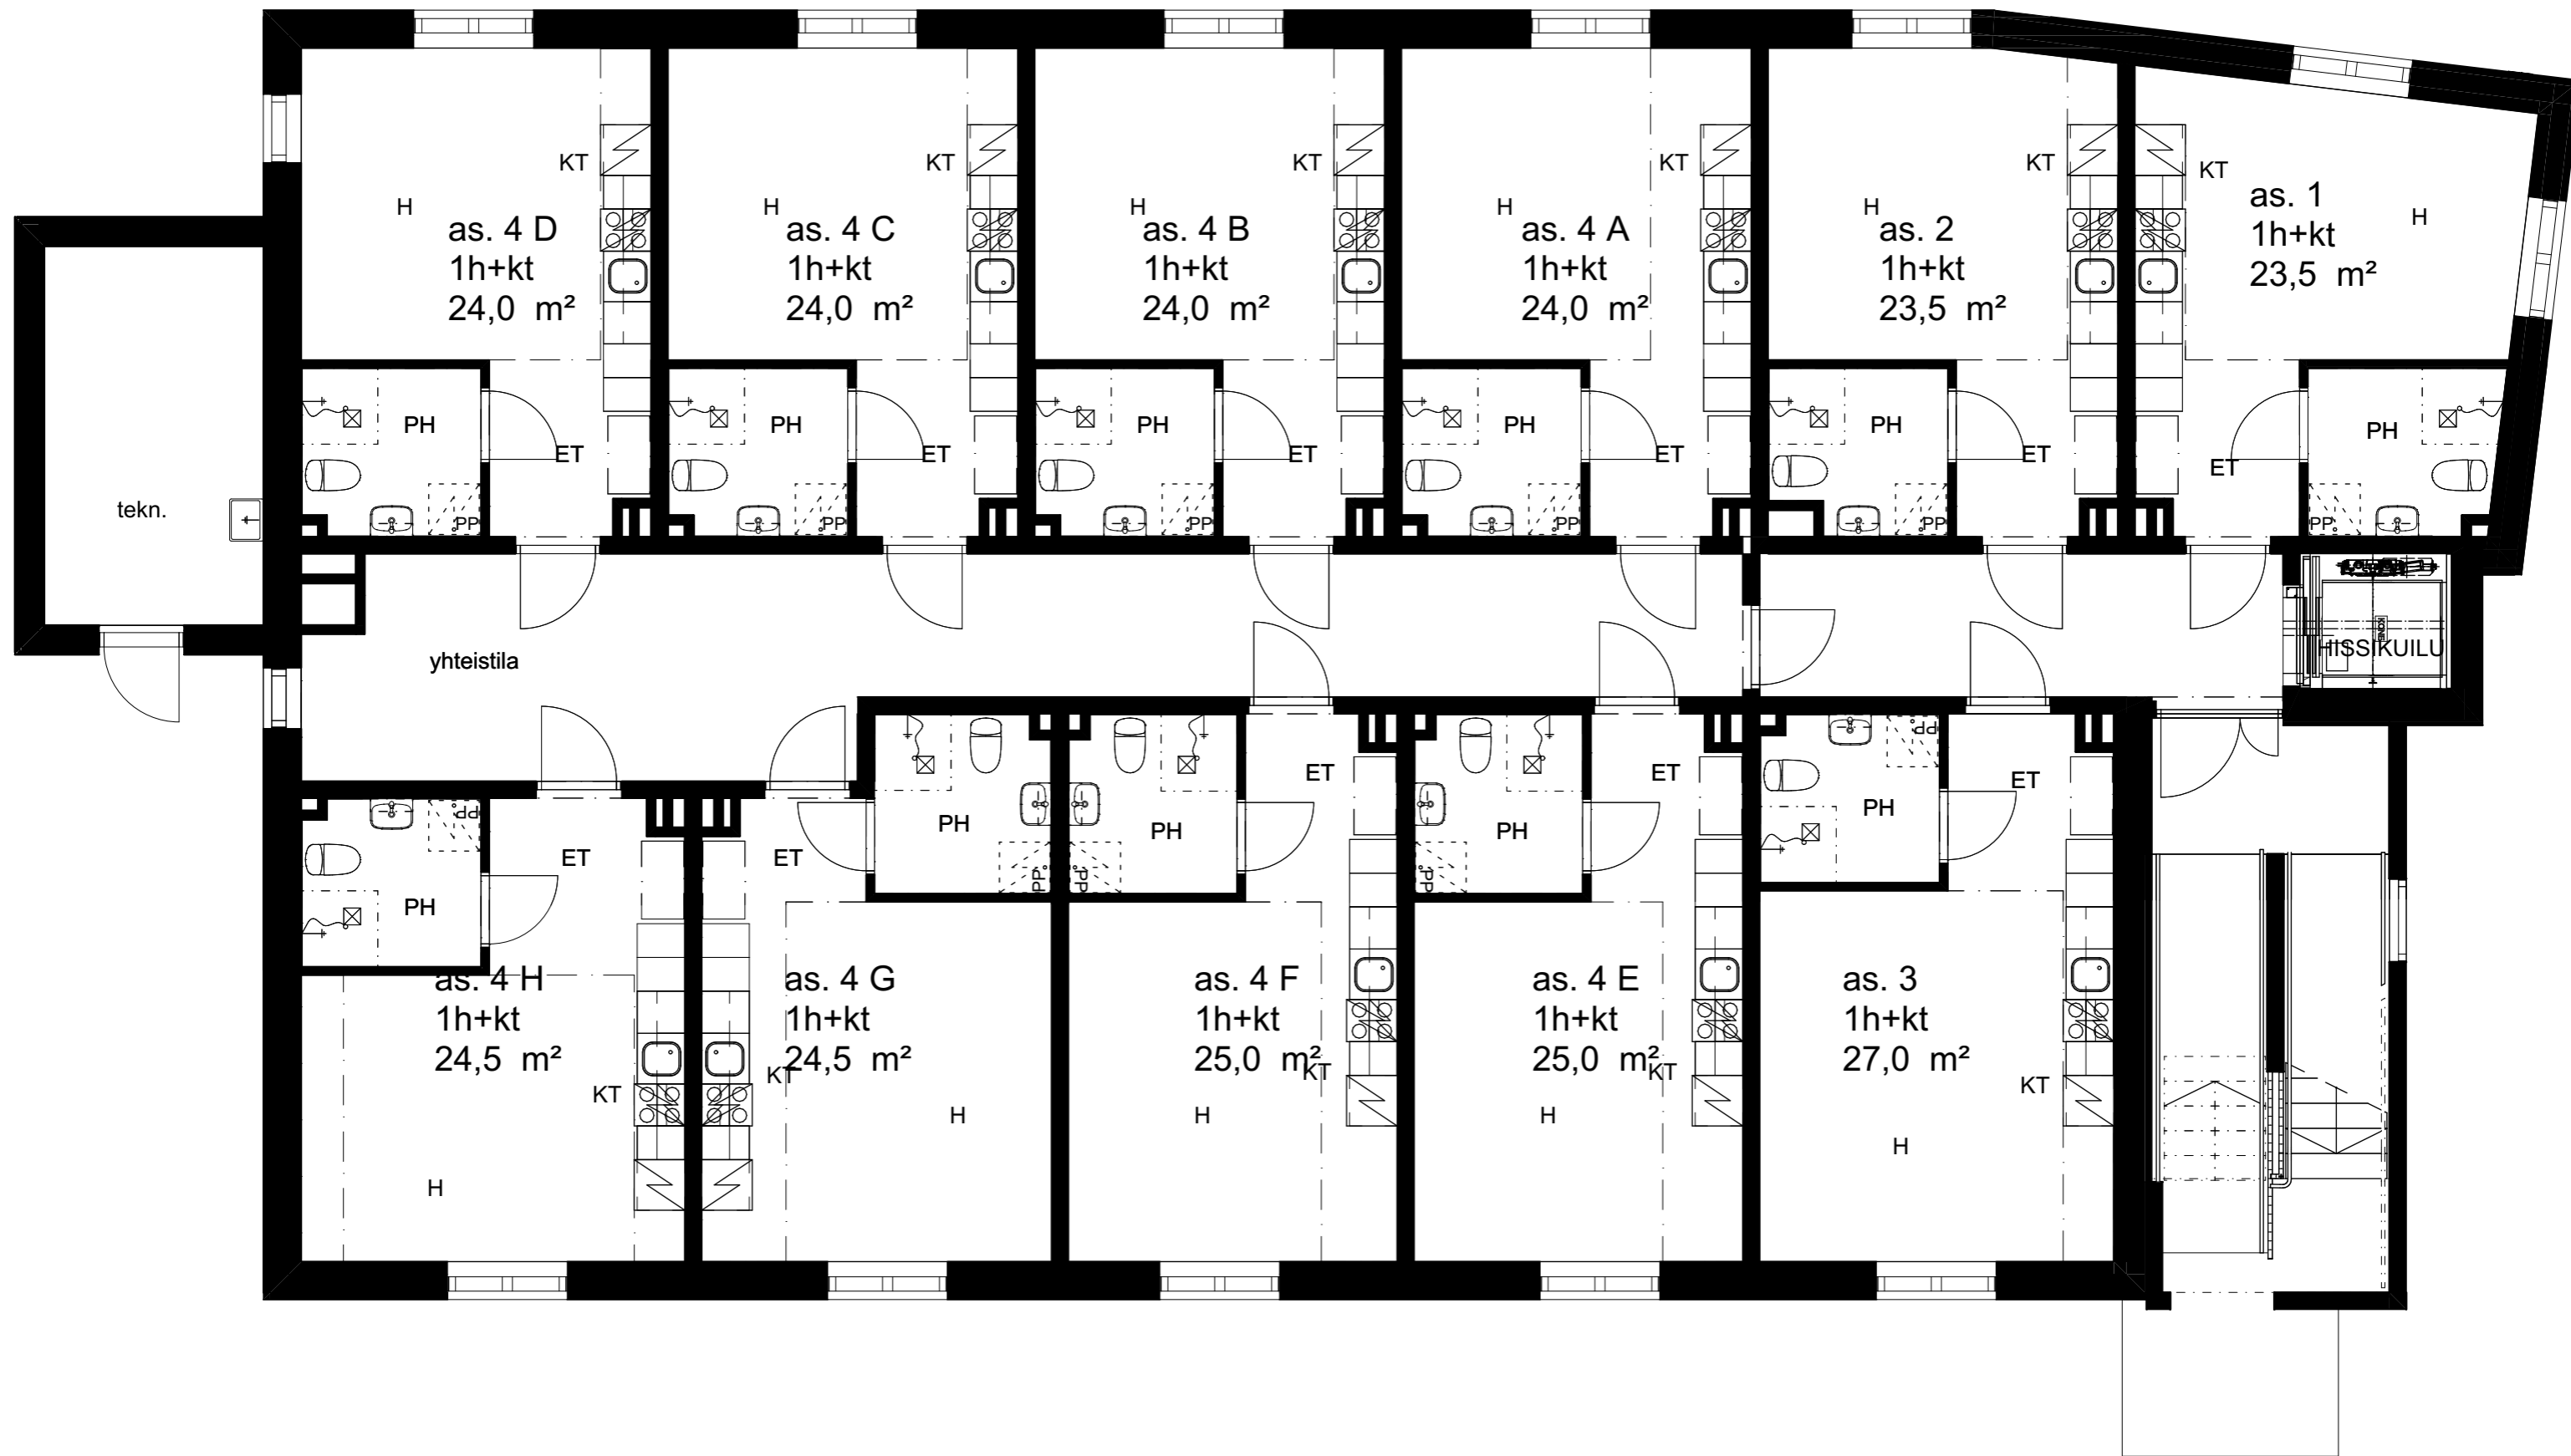 as. 4 D
1h+kt
24,0 m²
H
KT
PH
ET
PP
as. 4 C
1h+kt
24,0 m²
H
KT
PH
ET
PP
as. 4 B
1h+kt
24,0 m²
H
KT
PH
ET
PP
as. 4 A
1h+kt
24,0 m²
H
KT
PH
ET
PP
as. 2
1h+kt
23,5 m²
H
KT
PH
ET
PP
as. 1
1h+kt
23,5 m²
H
KT
PH
ET
PP
tekn.
yhteistila
KONE
HISSIKUILU
as. 4 H
1h+kt
24,5 m²
PP
ET
PH
KT
H
as. 4 G
1h+kt
24,5 m²
ET
PH
PP
KT
H
as. 4 F
1h+kt
25,0 m²
ET
PH
PP
KT
H
as. 4 E
1h+kt
25,0 m²
ET
PH
PP
KT
H
as. 3
1h+kt
27,0 m²
PP
ET
PH
KT
H